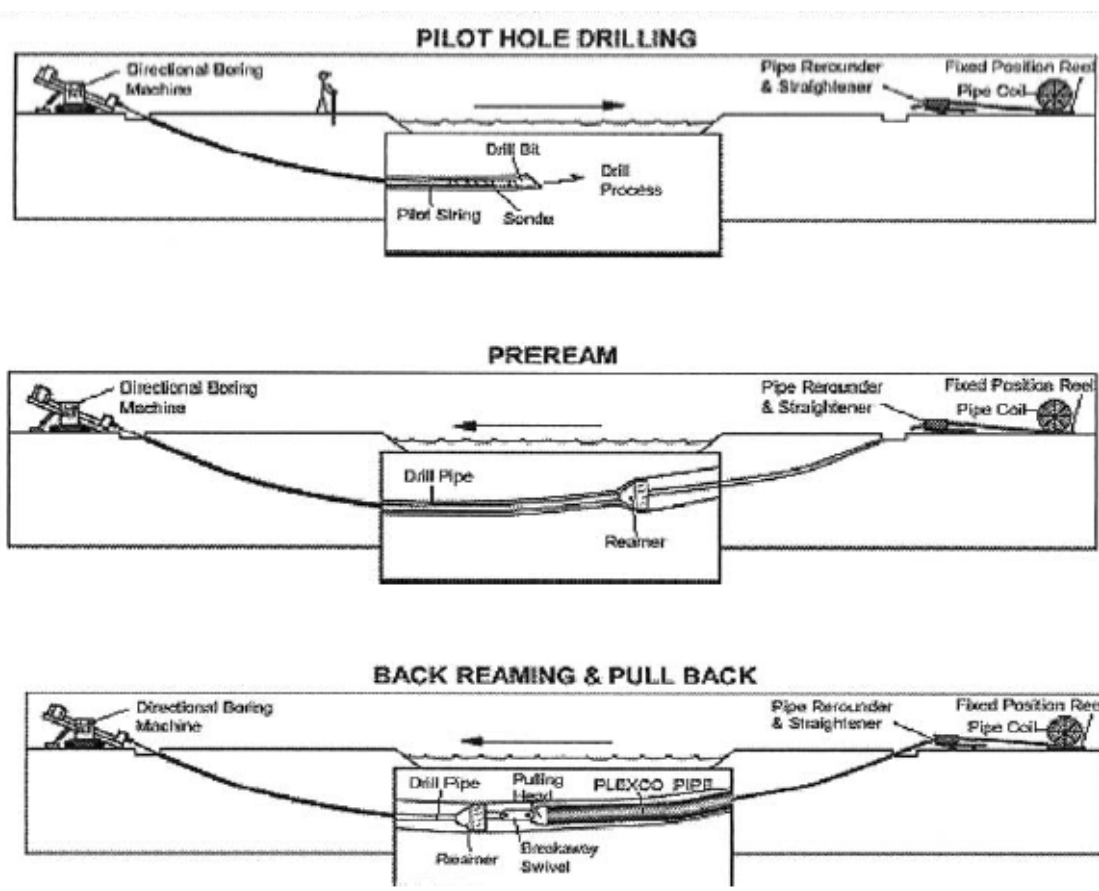 PILOT HOLE DRILLING
Directional Boring
Machine
Pipe Rerounder
& Straightener
Fixed Position Reel
Pipe Coil
Drill Bit
Drill
Process
Pilot String
Sonde
PREREAM
Directional Boring
Machine
Pipe Rerounder
& Straightener
Fixed Position Reel
Pipe Coil
Drill Pipe
Reamer
BACK REAMING & PULL BACK
Directional Boring
Machine
Pipe Rerounder
& Straightener
Fixed Position Ree
Pipe Coil
Drill Pipe
Pulling
Head
PLEXCO PIPE
Reamer
Breakaway
Swivel